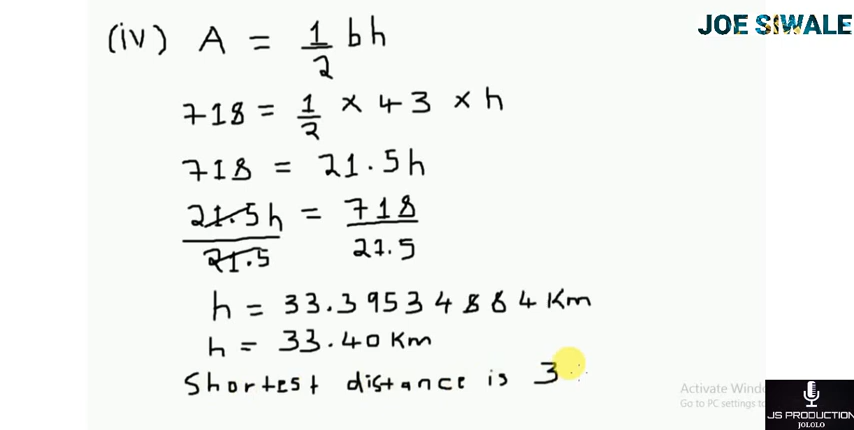 JOE SIWALE
(iv) A = 1/2 bh
718 = 1/2 × 43 × h
718 = 21.5h
21.5h/21.5 = 718/21.5
h = 33.39534884 Km
h = 33.40 Km
Shortest distance is 3
Activate Wind
Go to PC settings to
JS PRODUCTION
JOLOLO